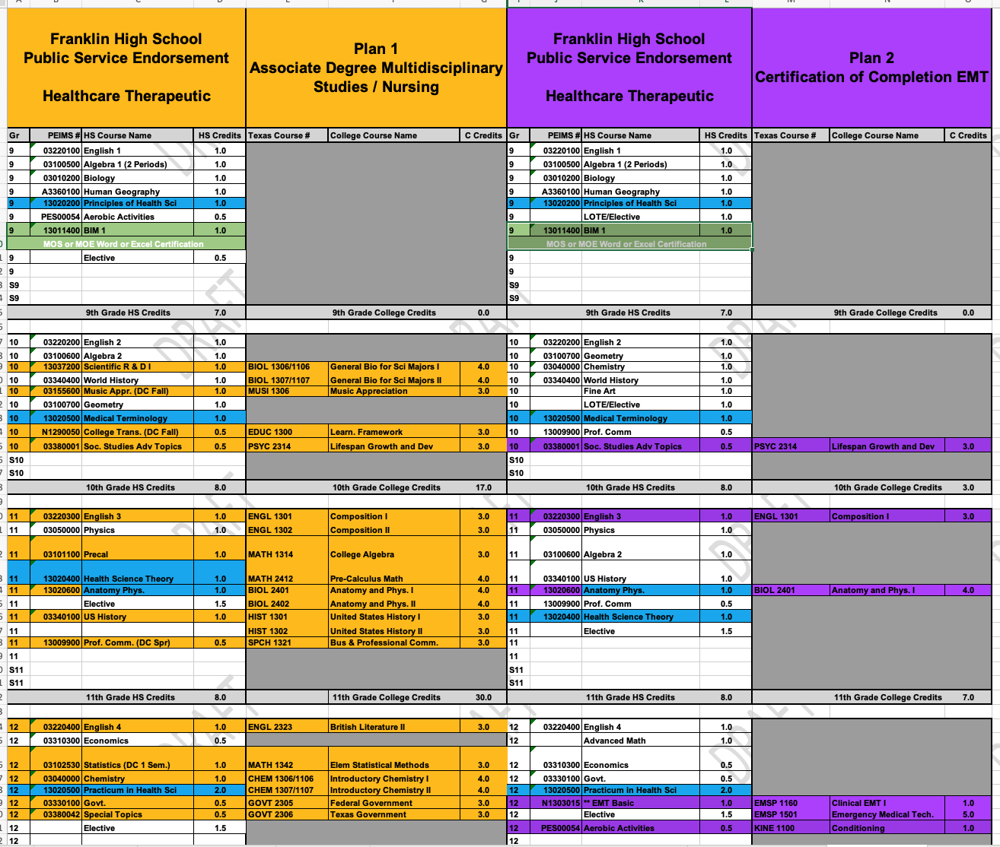 Franklin High School
Public Service Endorsement
Healthcare Therapeutic
Plan 1
Associate Degree Multidisciplinary
Studies / Nursing
Franklin High School
Public Service Endorsement
Healthcare Therapeutic
Plan 2
Certification of Completion EMT
Gr PEIMS # HS Course Name HS Credits Texas Course # College Course Name C Credits Gr PEIMS # HS Course Name HS Credits Texas Course # College Course Name C Credits
9 03220100 English 1 1.0 9 03220100 English 1 1.0
9 03100500 Algebra 1 (2 Periods) 1.0 9 03100500 Algebra 1 (2 Periods) 1.0
9 03010200 Biology 1.0 9 03010200 Biology 1.0
9 A3360100 Human Geography 1.0 9 A3360100 Human Geography 1.0
9 13020200 Principles of Health Sci 1.0 9 13020200 Principles of Health Sci 1.0
9 PES00054 Aerobic Activities 0.5 9 LOTE/Elective 1.0
9 13011400 BIM 1 1.0 9 13011400 BIM 1 1.0
MOS or MOE Word or Excel Certification MOS or MOE Word or Excel Certification
9 Elective 0.5 9
9 9
S9 S9
S9 S9
9th Grade HS Credits 7.0 9th Grade College Credits 0.0 9th Grade HS Credits 7.0 9th Grade College Credits 0.0
10 03220200 English 2 1.0 10 03220200 English 2 1.0
10 03100600 Algebra 2 1.0 10 03100700 Geometry 1.0
10 13037200 Scientific R & D I 1.0 BIOL 1306/1106 General Bio for Sci Majors I 4.0 10 03040000 Chemistry 1.0
10 03340400 World History 1.0 BIOL 1307/1107 General Bio for Sci Majors II 4.0 10 03340400 World History 1.0
10 03155600 Music Appr. (DC Fall) 1.0 MUSI 1306 Music Appreciation 3.0 10 Fine Art 1.0
10 03100700 Geometry 1.0 10 LOTE/Elective 1.0
10 13020500 Medical Terminology 1.0 10 13020500 Medical Terminology 1.0
10 N1290050 College Trans. (DC Fall) 0.5 EDUC 1300 Learn. Framework 3.0 10 13009900 Prof. Comm 0.5
10 03380001 Soc. Studies Adv Topics 0.5 PSYC 2314 Lifespan Growth and Dev 3.0 10 03380001 Soc. Studies Adv Topics 0.5 PSYC 2314 Lifespan Growth and Dev 3.0
S10 S10
S10 S10
10th Grade HS Credits 8.0 10th Grade College Credits 17.0 10th Grade HS Credits 8.0 10th Grade College Credits 3.0
11 03220300 English 3 1.0 ENGL 1301 Composition I 3.0 11 03220300 English 3 1.0 ENGL 1301 Composition I 3.0
11 03050000 Physics 1.0 ENGL 1302 Composition II 3.0 11 03050000 Physics 1.0
11 03101100 Precal 1.0 MATH 1314 College Algebra 3.0 11 03100600 Algebra 2 1.0
11 13020400 Health Science Theory 1.0 MATH 2412 Pre-Calculus Math 4.0 11 03340100 US History 1.0
11 13020600 Anatomy Phys. 1.0 BIOL 2401 Anatomy and Phys. I 4.0 11 13020600 Anatomy Phys. 1.0 BIOL 2401 Anatomy and Phys. I 4.0
11 Elective 1.5 BIOL 2402 Anatomy and Phys. II 4.0 11 13009900 Prof. Comm 0.5
11 03340100 US History 1.0 HIST 1301 United States History I 3.0 11 13020400 Health Science Theory 1.0
11 HIST 1302 United States History II 3.0 11 Elective 1.5
11 13009900 Prof. Comm. (DC Spr) 0.5 SPCH 1321 Bus & Professional Comm. 3.0 11
11 11
S11 S11
S11 S11
11th Grade HS Credits 8.0 11th Grade College Credits 30.0 11th Grade HS Credits 8.0 11th Grade College Credits 7.0
12 03220400 English 4 1.0 ENGL 2323 British Literature II 3.0 12 03220400 English 4 1.0
12 03310300 Economics 0.5 12 Advanced Math 1.0
12 03102530 Statistics (DC 1 Sem.) 1.0 MATH 1342 Elem Statistical Methods 3.0 12 03310300 Economics 0.5
12 03040000 Chemistry 1.0 CHEM 1306/1106 Introductory Chemistry I 4.0 12 03330100 Govt. 0.5
12 13020500 Practicum in Health Sci 2.0 CHEM 1307/1107 Introductory Chemistry II 4.0 12 13020500 Practicum in Health Sci 2.0
12 03330100 Govt. 0.5 GOVT 2305 Federal Government 3.0 12 N1303015 ** EMT Basic 1.0 EMSP 1160 Clinical EMT I 1.0
12 03380042 Special Topics 0.5 GOVT 2306 Texas Government 3.0 12 Elective 1.5 EMSP 1501 Emergency Medical Tech. 5.0
12 Elective 1.5 12 PES00054 Aerobic Activities 0.5 KINE 1100 Conditioning 1.0
12 12
DRAFT